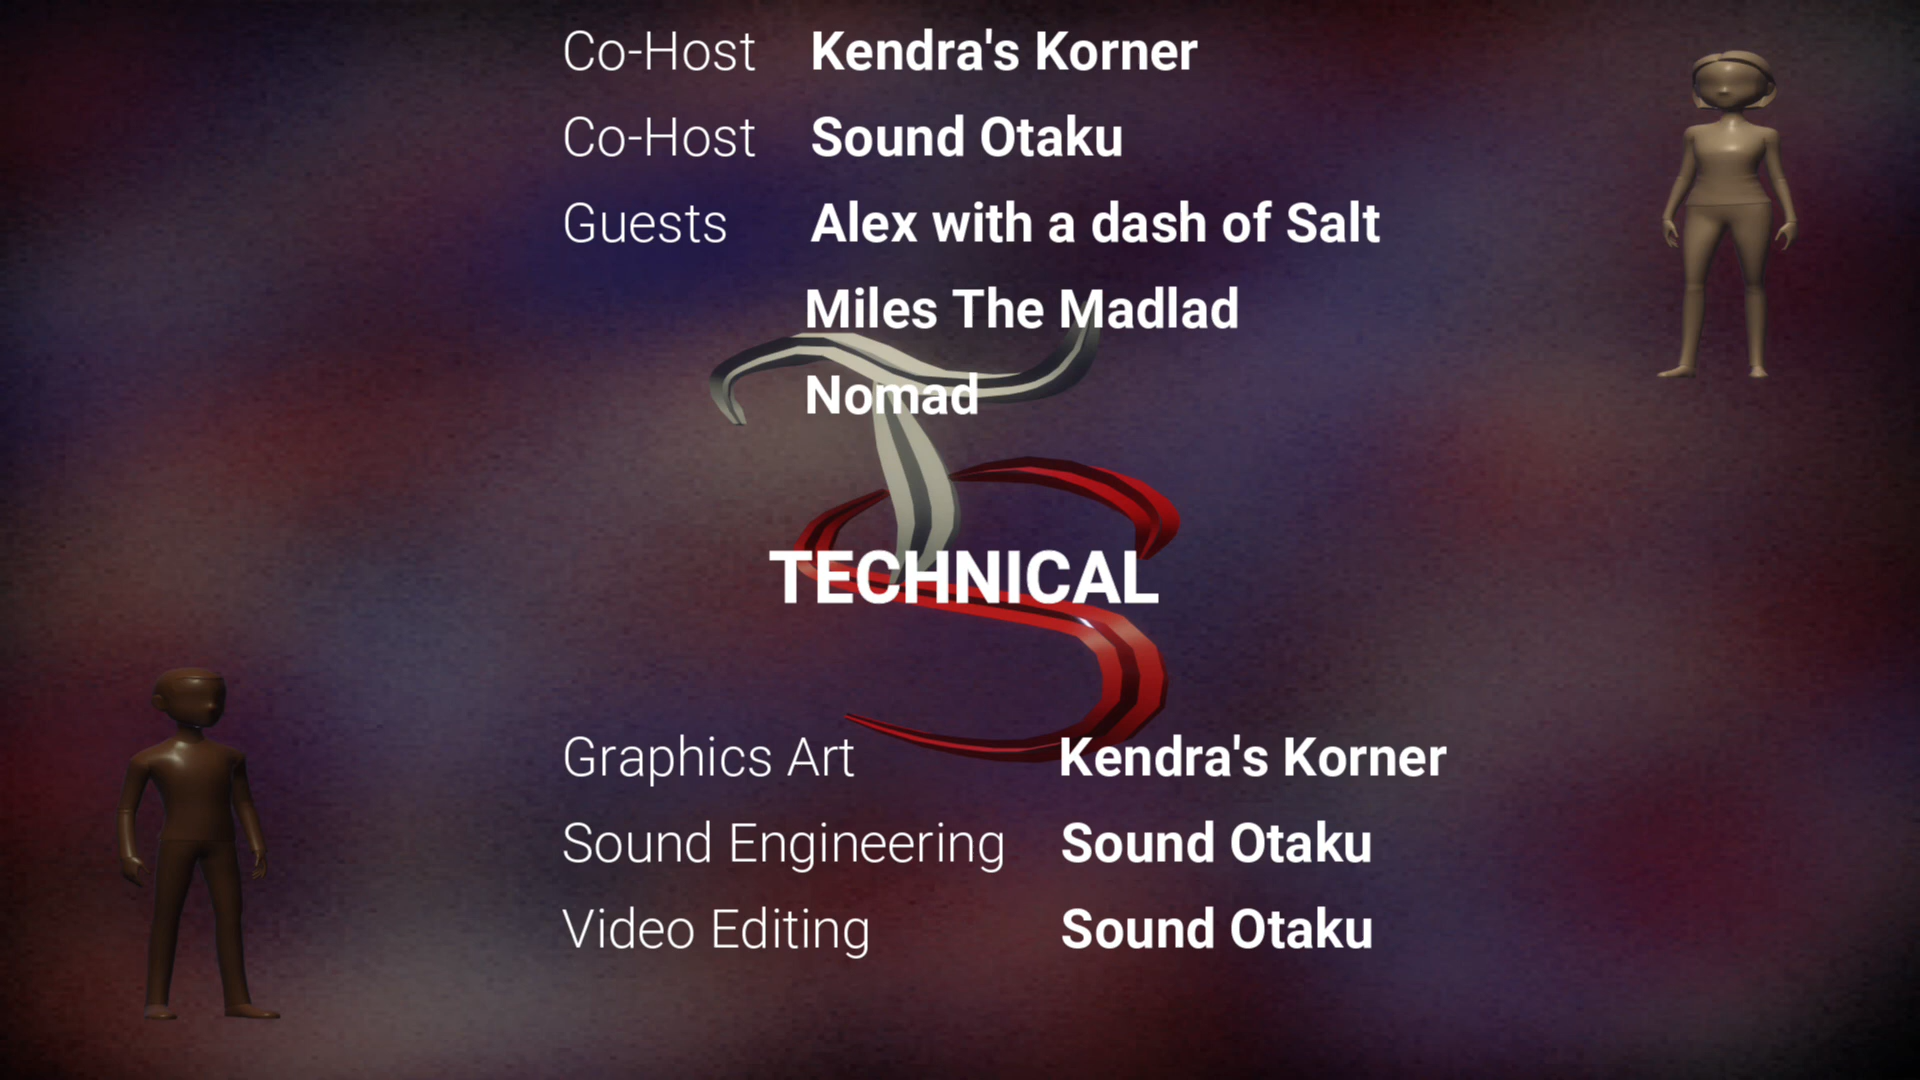 Co-Host Kendra's Korner
Co-Host Sound Otaku
Guests Alex with a dash of Salt
Miles The Madlad
Nomad
TS
TECHNICAL
Graphics Art Kendra's Korner
Sound Engineering Sound Otaku
Video Editing Sound Otaku